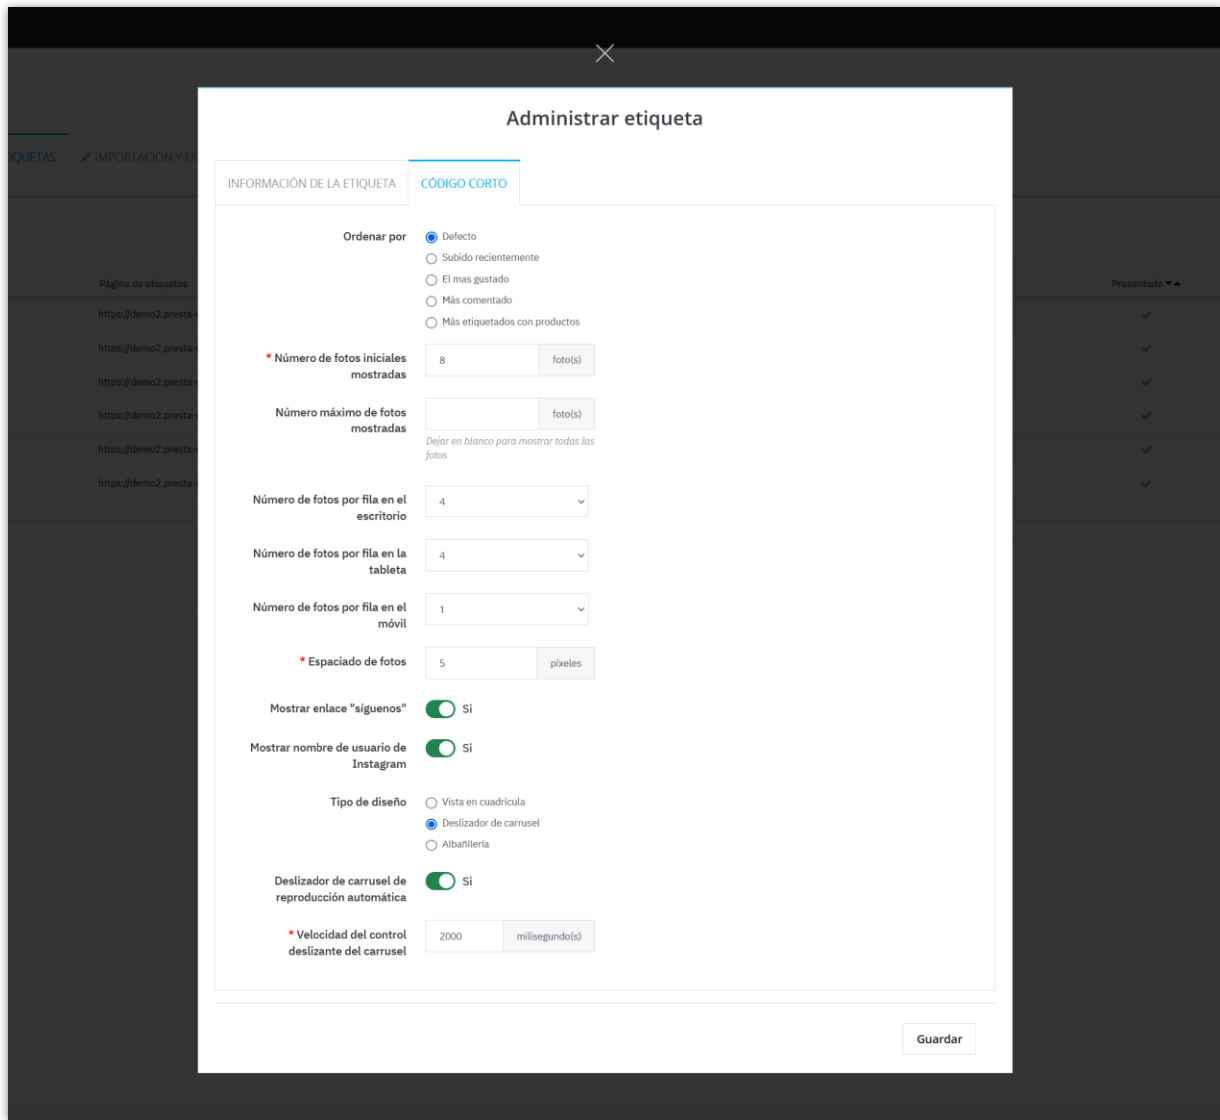 Administrar etiqueta
IQUETAS
IMPORTACIÓN Y EX
INFORMACIÓN DE LA ETIQUETA
CÓDIGO CORTO
Ordenar por
Defecto
Subido recientemente
El mas gustado
Más comentado
Más etiquetados con productos
Página de etiquetas
Presentado
https://demo2.presta-
https://demo2.presta-
https://demo2.presta-
https://demo2.presta-
https://demo2.presta-
https://demo2.presta-
* Número de fotos iniciales
mostradas
8
foto(s)
Número máximo de fotos
mostradas
foto(s)
Dejar en blanco para mostrar todas las
fotos
Número de fotos por fila en el
escritorio
4
Número de fotos por fila en la
tableta
4
Número de fotos por fila en el
móvil
1
* Espaciado de fotos
5
píxeles
Mostrar enlace "síguenos"
Si
Mostrar nombre de usuario de
Instagram
Si
Tipo de diseño
Vista en cuadrícula
Deslizador de carrusel
Albañilería
Deslizador de carrusel de
reproducción automática
Si
* Velocidad del control
deslizante del carrusel
2000
milisegundo(s)
Guardar